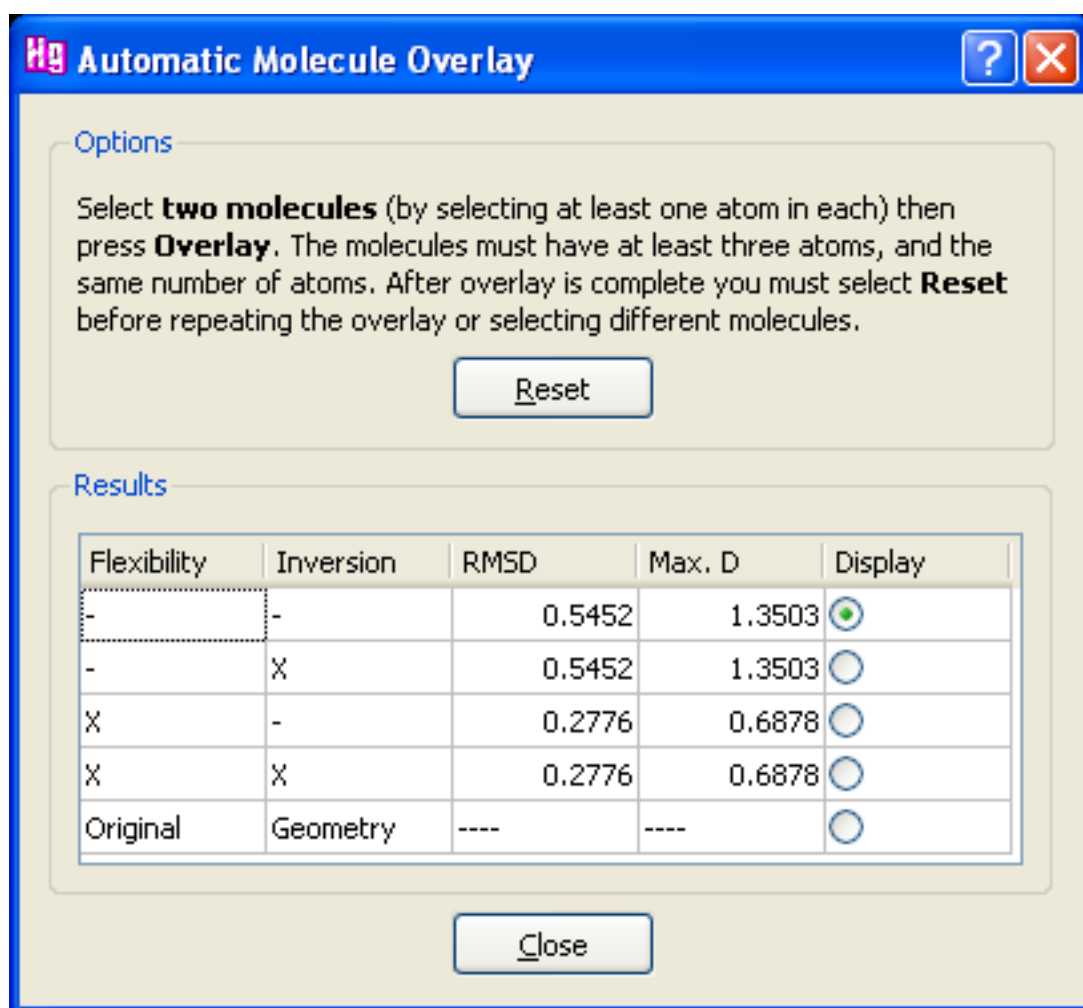 Hg Automatic Molecule Overlay ?
Options
Select two molecules (by selecting at least one atom in each) then
press Overlay. The molecules must have at least three atoms, and the
same number of atoms. After overlay is complete you must select Reset
before repeating the overlay or selecting different molecules.
Reset
Results
Flexibility Inversion RMSD Max. D Display
- - 0.5452 1.3503
- X 0.5452 1.3503
X - 0.2776 0.6878
X X 0.2776 0.6878
Original Geometry ---- ----
Close